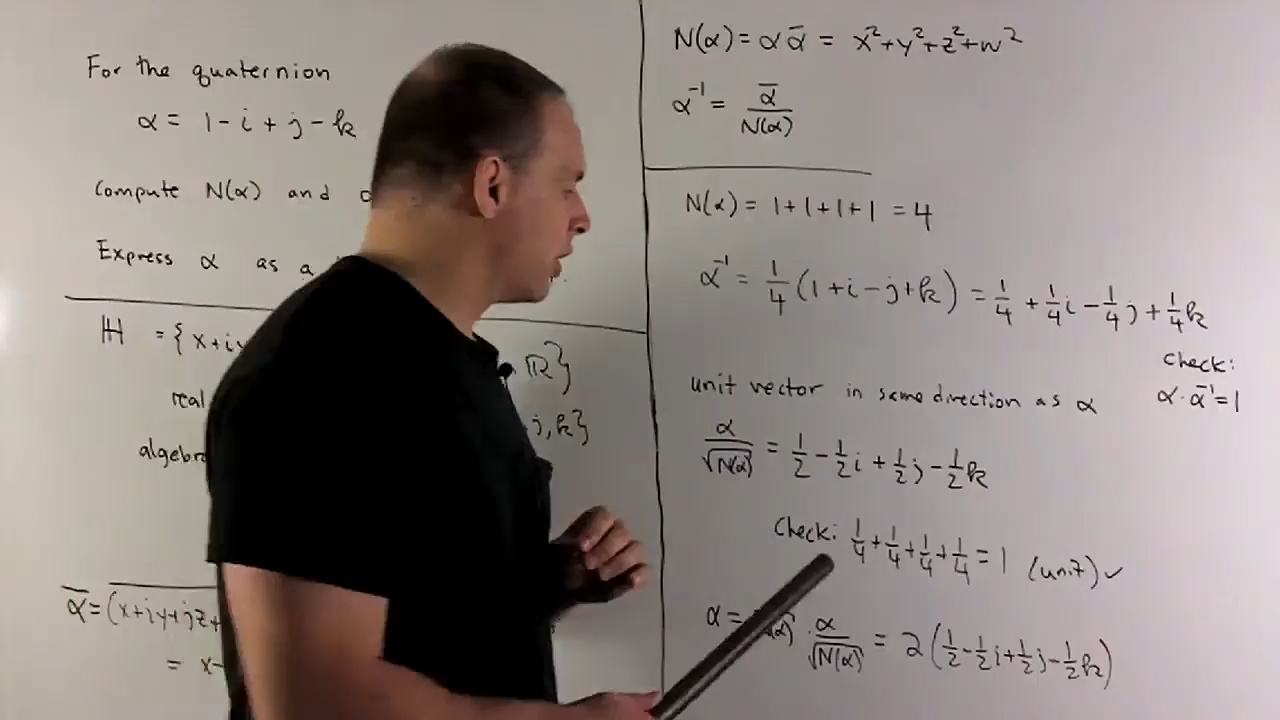 For the quaternion
α = 1 - i + j - k
Compute N(α) and
Express α as a
ℍ = { x + iy ℝ }
real j, k }
algebra
ᾱ = (x + iy + jz +
= x -
N(α) = α ᾱ = x² + y² + z² + w²
α⁻¹ = ᾱ / N(α)
N(α) = 1 + 1 + 1 + 1 = 4
α⁻¹ = 1/4 (1 + i - j + k) = 1/4 + 1/4 i - 1/4 j + 1/4 k
Check:
α · α⁻¹ = 1
unit vector in same direction as α
α / √N(α) = 1/2 - 1/2 i + 1/2 j - 1/2 k
Check: 1/4 + 1/4 + 1/4 + 1/4 = 1 (unit) ✓
α = · α / √N(α) = 2 (1/2 - 1/2 i + 1/2 j - 1/2 k)